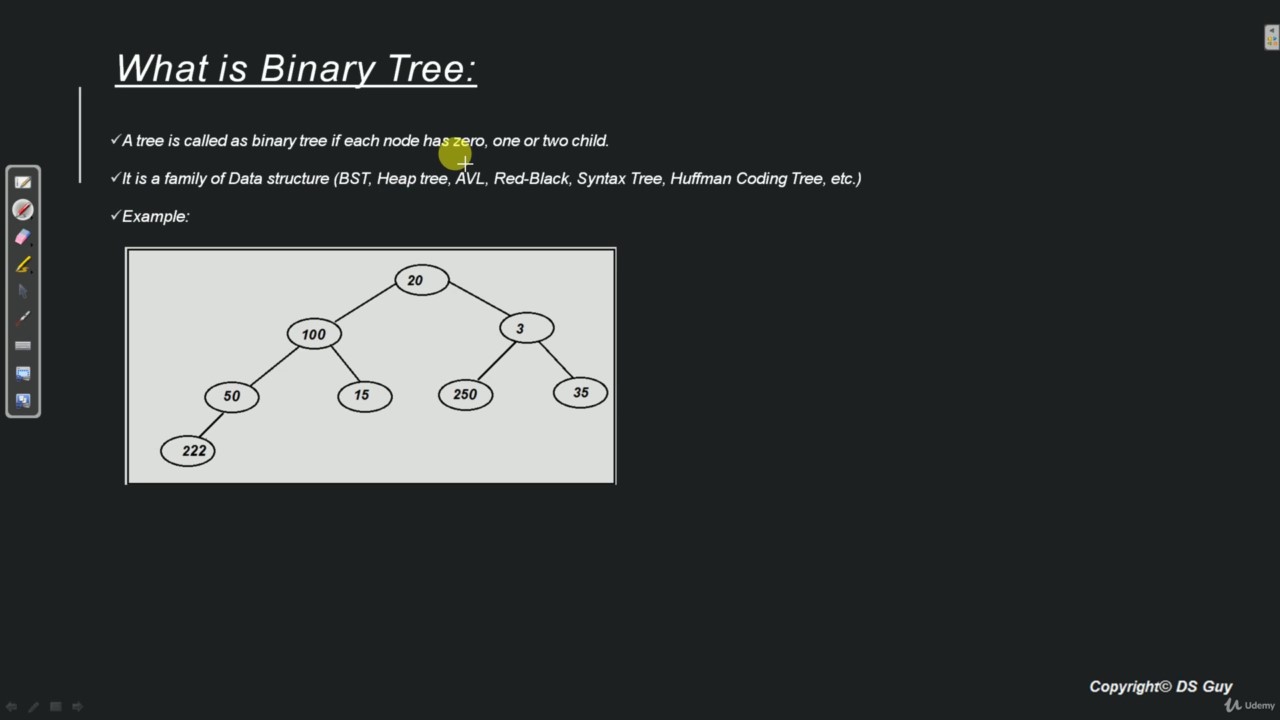 What is Binary Tree:
✓A tree is called as binary tree if each node has zero, one or two child.
✓It is a family of Data structure (BST, Heap tree, AVL, Red-Black, Syntax Tree, Huffman Coding Tree, etc.)
✓Example:
20
100 3
50 15 250 35
222
Copyright© DS Guy
Udemy